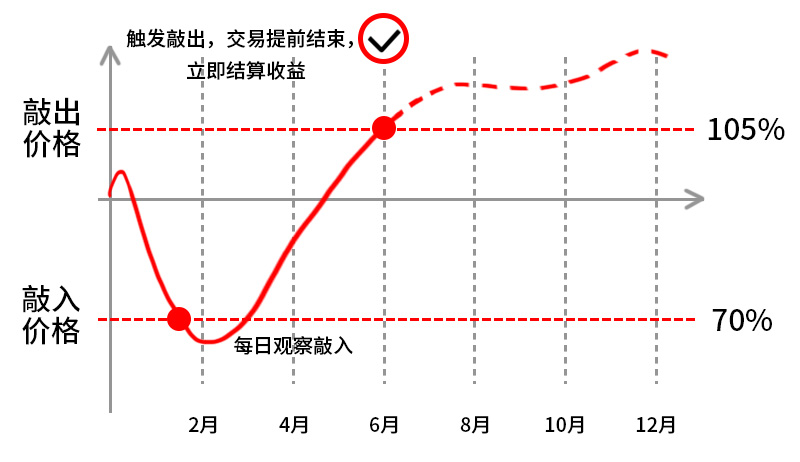 触发敲出，交易提前结束，
立即结算收益
敲出
价格
105%
敲入
价格
70%
每日观察敲入
2月
4月
6月
8月
10月
12月